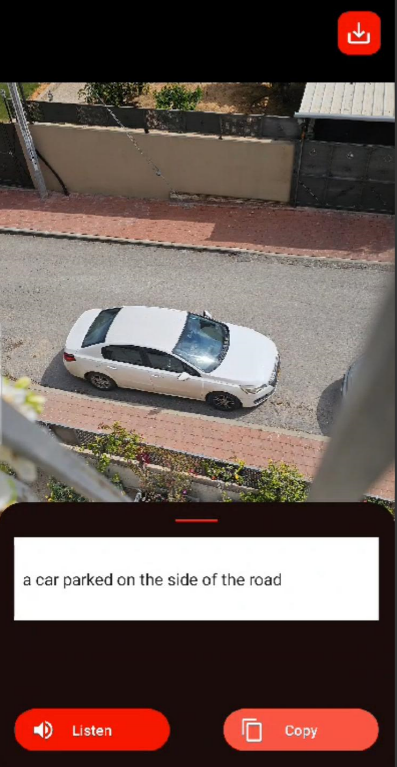 a car parked on the side of the road
Listen
Copy